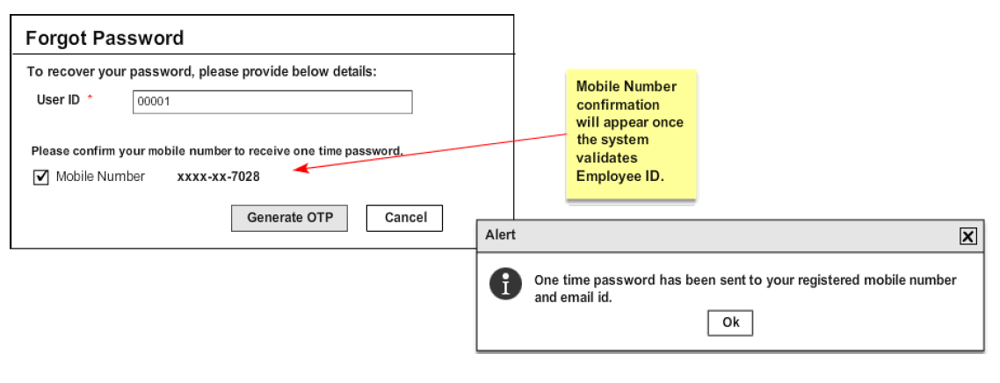 Forgot Password
To recover your password, please provide below details:
User ID * 00001
Please confirm your mobile number to receive one time password.
Mobile Number xxxx-xx-7028
Generate OTP Cancel
Mobile Number
confirmation
will appear once
the system
validates
Employee ID.
Alert
One time password has been sent to your registered mobile number
and email id.
Ok